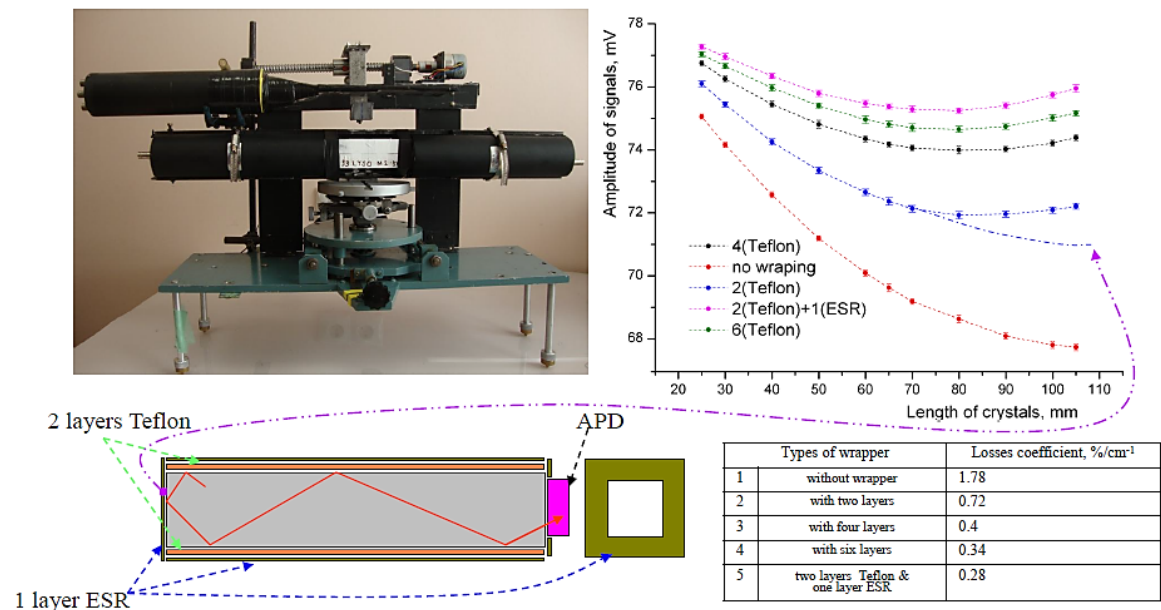 Amplitude of signals, mV
78
76
74
72
70
68
4(Teflon)
no wraping
2(Teflon)
2(Teflon)+1(ESR)
6(Teflon)
20 30 40 50 60 70 80 90 100 110
Length of crystals, mm
2 layers Teflon
APD
1 layer ESR
Types of wrapper Losses coefficient, %/cm-1
1 without wrapper 1.78
2 with two layers 0.72
3 with four layers 0.4
4 with six layers 0.34
5 two layers Teflon & 0.28
one layer ESR